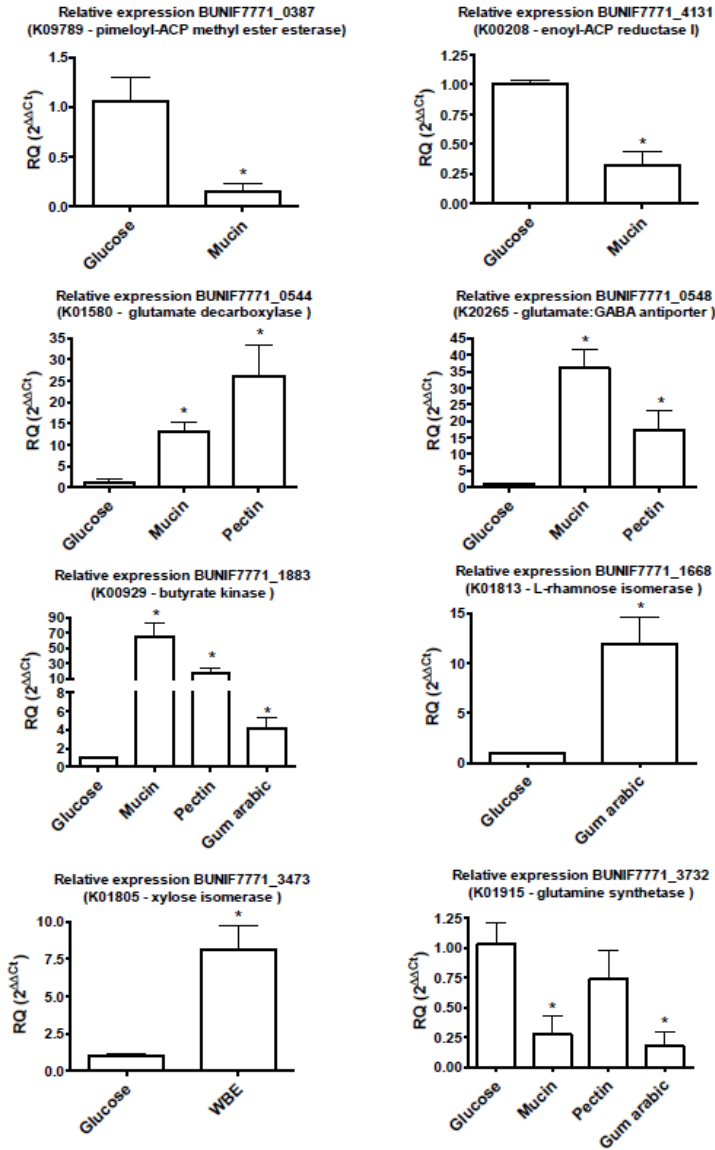 Relative expression BUNIF7771_0387
(K09789 - pimeloyl-ACP methyl ester esterase)
RQ (2^ΔΔCt)
1.5
1.0
0.5
0.0
*
Glucose
Mucin
Relative expression BUNIF7771_4131
(K00208 - enoyl-ACP reductase I)
RQ (2^ΔΔCt)
1.25
1.00
0.75
0.50
0.25
0.00
*
Glucose
Mucin
Relative expression BUNIF7771_0544
(K01580 - glutamate decarboxylase )
RQ (2^ΔΔCt)
35
30
25
20
15
10
5
0
*
*
Glucose
Mucin
Pectin
Relative expression BUNIF7771_0548
(K20265 - glutamate:GABA antiporter )
RQ (2^ΔΔCt)
45
40
35
30
25
20
15
10
5
0
*
*
Glucose
Mucin
Pectin
Relative expression BUNIF7771_1883
(K00929 - butyrate kinase )
RQ (2^ΔΔCt)
90
70
50
30
10
8
6
4
2
0
*
*
*
Glucose
Mucin
Pectin
Gum arabic
Relative expression BUNIF7771_1668
(K01813 - L-rhamnose isomerase )
RQ (2^ΔΔCt)
15
10
5
0
*
Glucose
Gum arabic
Relative expression BUNIF7771_3473
(K01805 - xylose isomerase )
RQ (2^ΔΔCt)
10.0
7.5
5.0
2.5
0.0
*
Glucose
WBE
Relative expression BUNIF7771_3732
(K01915 - glutamine synthetase )
RQ (2^ΔΔCt)
1.25
1.00
0.75
0.50
0.25
0.00
*
*
Glucose
Mucin
Pectin
Gum arabic